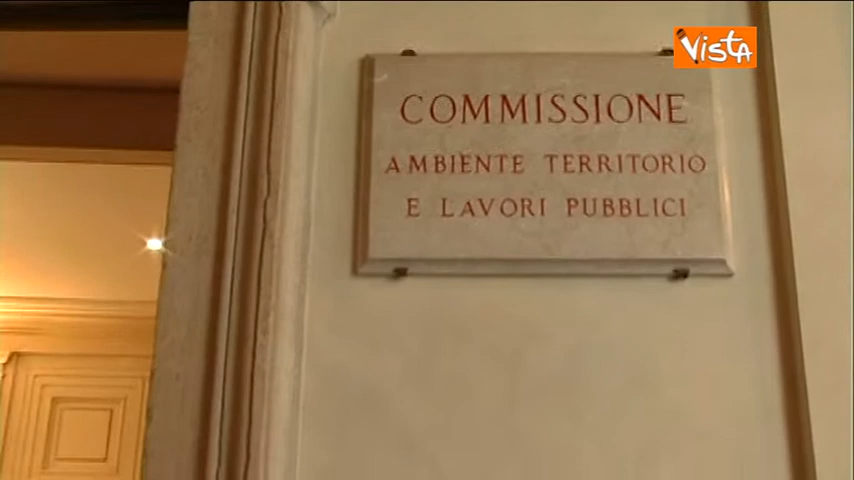 VISTA
COMMISSIONE
AMBIENTE TERRITORIO
E LAVORI PUBBLICI